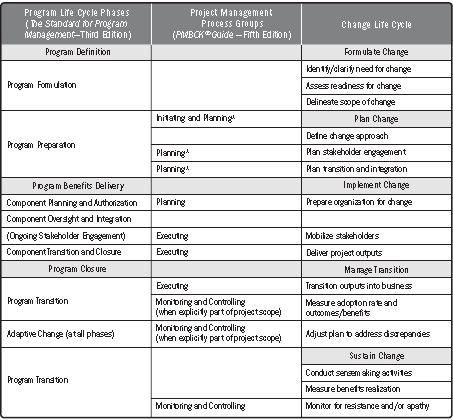 Program Life Cycle Phases
(The Standard for Program
Management–Third Edition)
Project Management
Process Groups
(PMBOK® Guide – Fifth Edition)
Change Life Cycle
Program Definition
Formulate Change
Program Formulation
Identify/clarify need for change
Assess readiness for change
Delineate scope of change
Program Preparation
Initiating and Planning
Plan Change
Define change approach
Planning
Plan stakeholder engagement
Planning
Plan transition and integration
Program Benefits Delivery
Implement Change
Component Planning and Authorization
Planning
Prepare organization for change
Component Oversight and Integration
(Ongoing Stakeholder Engagement)
Executing
Mobilize stakeholders
Component Transition and Closure
Executing
Deliver project outputs
Program Closure
Manage Transition
Program Transition
Executing
Transition outputs into business
Monitoring and Controlling
(when explicitly part of project scope)
Measure adoption rate and
outcomes/benefits
Adaptive Change (at all phases)
Monitoring and Controlling
(when explicitly part of project scope)
Adjust plan to address discrepancies
Program Transition
Sustain Change
Conduct sensemaking activities
Measure benefits realization
Monitoring and Controlling
Monitor for resistance and/or apathy